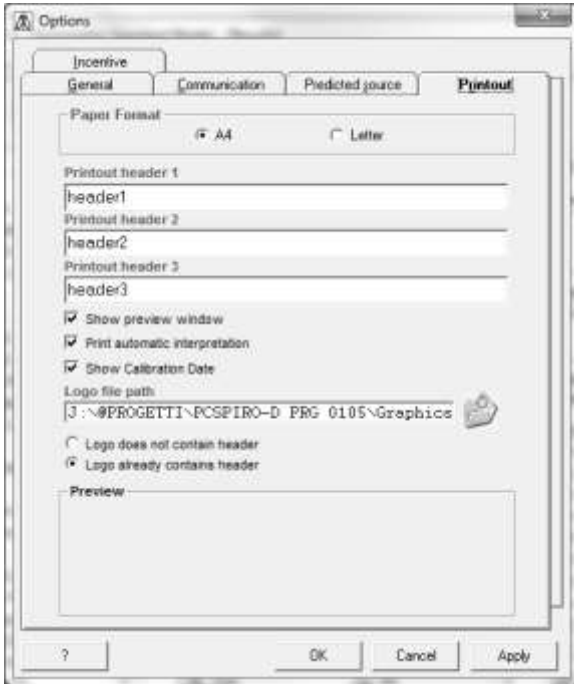 Options
Incentive
General Communication Predicted source Printout
Paper Format
A4 Letter
Printout header 1
header1
Printout header 2
header2
Printout header 3
header3
Show preview window
Print automatic interpretation
Show Calibration Date
Logo file path
J:\@PROGETTI\PCSPIRO-D PRG 0105\Graphics
Logo does not contain header
Logo already contains header
Preview
? OK Cancel Apply